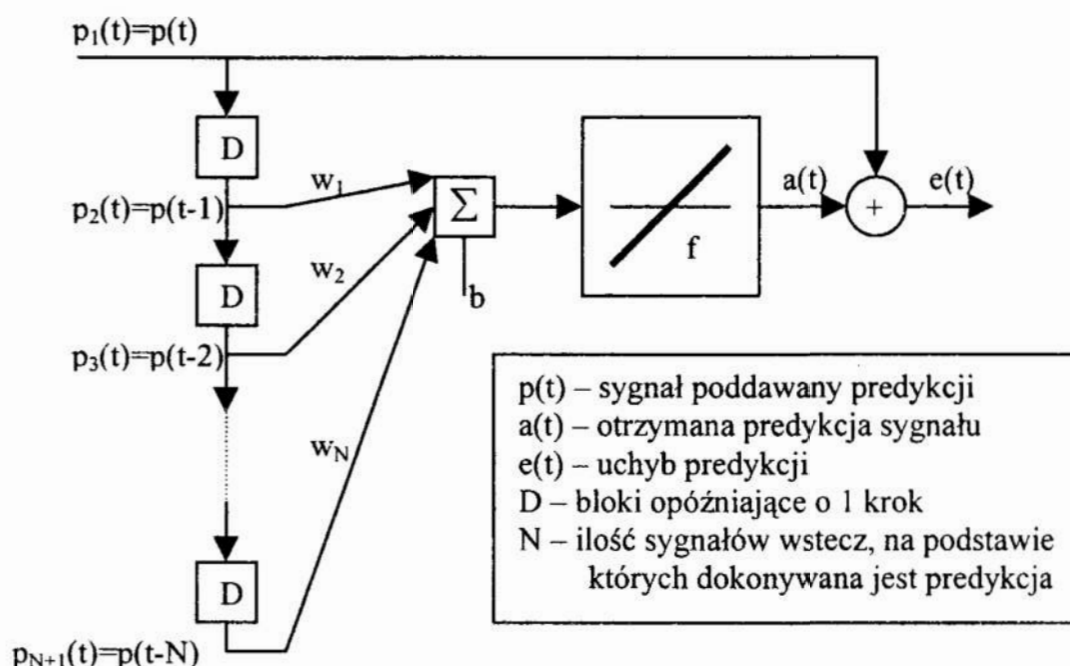 p₁(t)=p(t)
D
w₁
p₂(t)=p(t-1)
Σ
a(t)
e(t)
+
f
w₂
b
D
p₃(t)=p(t-2)
w_N
D
p_N+1(t)=p(t-N)
p(t) – sygnał poddawany predykcji
a(t) – otrzymana predykcja sygnału
e(t) – uchyb predykcji
D – bloki opóźniające o 1 krok
N – ilość sygnałów wstecz, na podstawie
których dokonywana jest predykcja